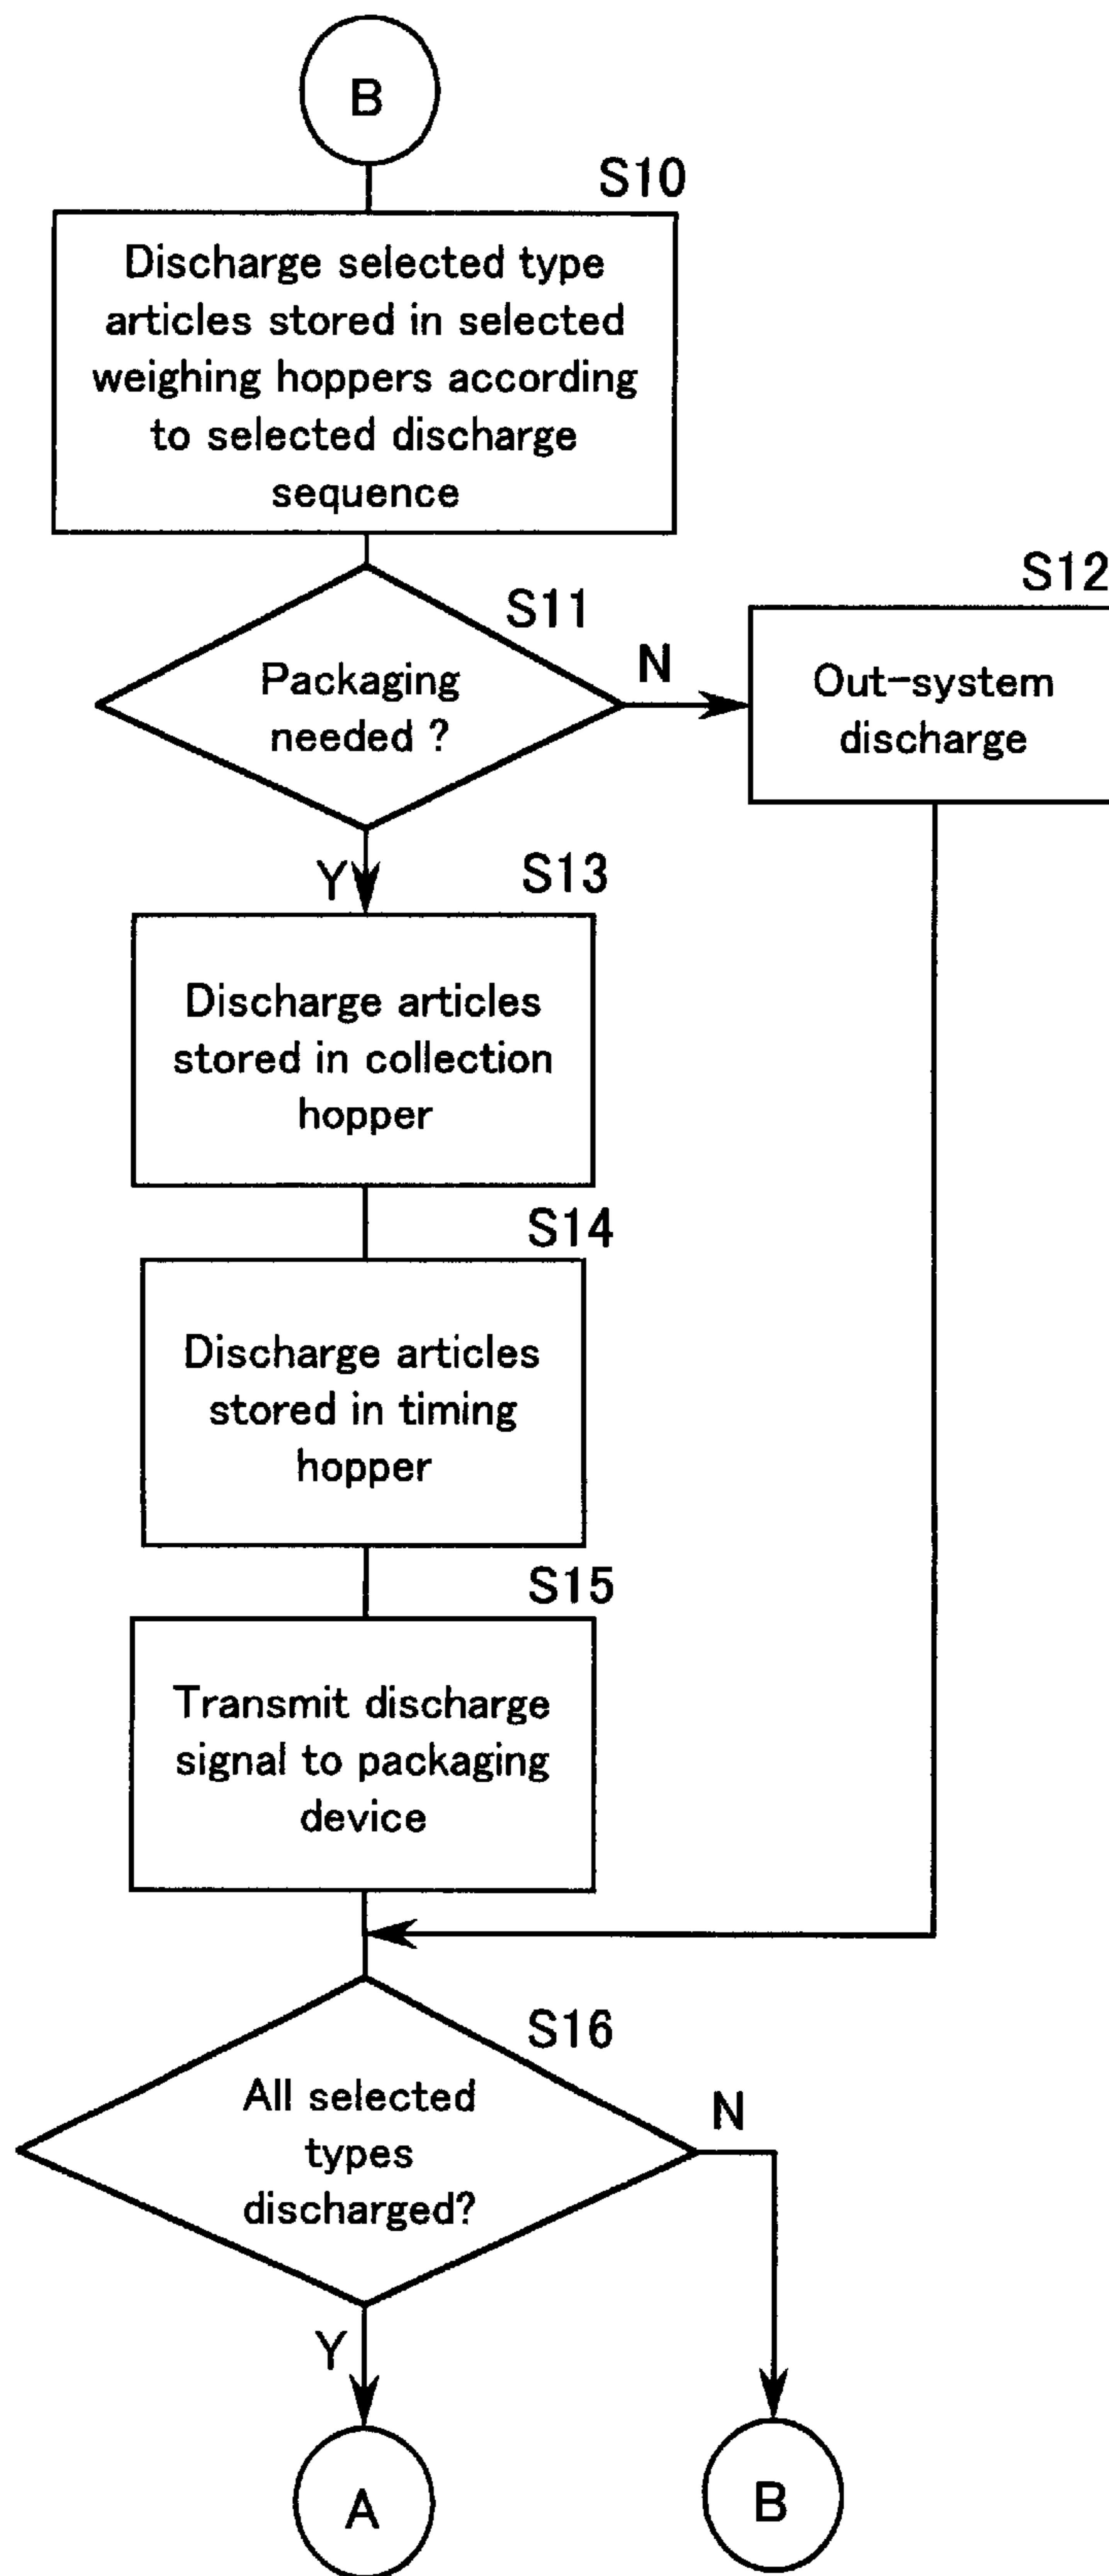 B
S10
Discharge selected type
articles stored in selected
weighing hoppers according
to selected discharge
sequence
S11
Packaging
needed ?
N
S12
Out-system
discharge
Y
S13
Discharge articles
stored in collection
hopper
S14
Discharge articles
stored in timing
hopper
S15
Transmit discharge
signal to packaging
device
S16
All selected
types
discharged?
N
Y
A
B